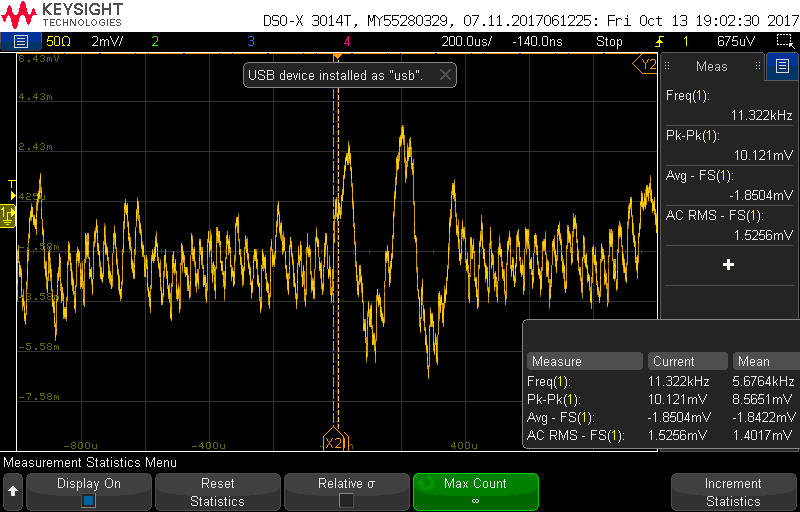 KEYSIGHT
TECHNOLOGIES
DSO-X 3014T, MY55280329, 07.11.2017061225: Fri Oct 13 19:02:30 2017
1 50Ω 2mV/ 2 3 4 200.0us/ -140.0ns Stop 1 675uV
6.43mV
USB device installed as "usb".
Y2
4.43m
2.43m
T
425u
-3.58m
-5.58m
-7.58m
-800u -400u X2 400u
Meas
Freq(1):
11.322kHz
Pk-Pk(1):
10.121mV
Avg - FS(1):
-1.8504mV
AC RMS - FS(1):
1.5256mV
Measure Current Mean
Freq(1): 11.322kHz 5.6764kHz
Pk-Pk(1): 10.121mV 8.5651mV
Avg - FS(1): -1.8504mV -1.8422mV
AC RMS - FS(1): 1.5256mV 1.4017mV
Measurement Statistics Menu
Display On
Reset
Statistics
Relative σ
Max Count
∞
Increment
Statistics